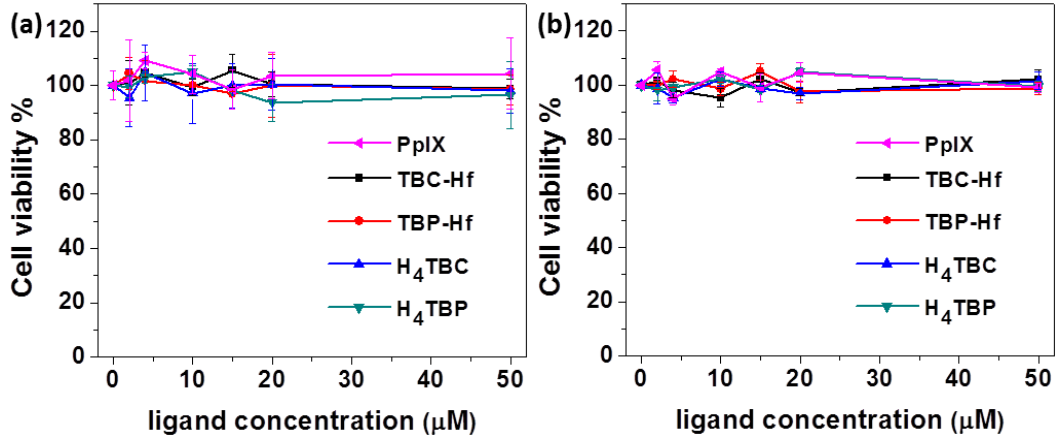 (a)
Cell viability %
120
100
80
60
40
20
0
PpIX
TBC-Hf
TBP-Hf
H4TBC
H4TBP
0 10 20 30 40 50
ligand concentration (μM)
(b)
Cell viability %
120
100
80
60
40
20
0
PpIX
TBC-Hf
TBP-Hf
H4TBC
H4TBP
0 10 20 30 40 50
ligand concentration (μM)